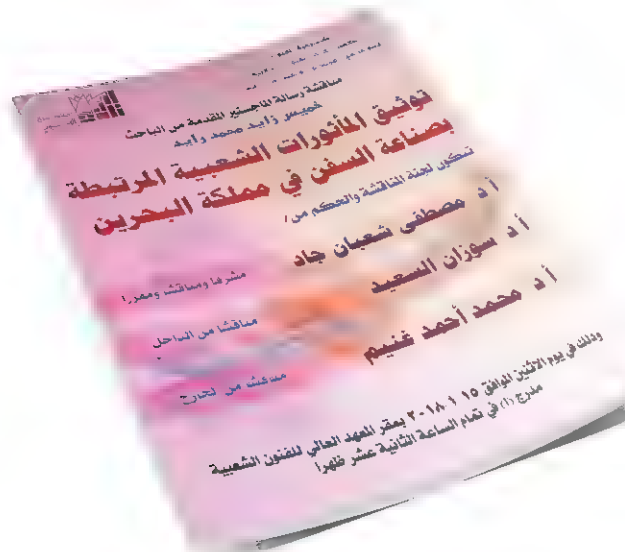 مناقشة رسالة الماجستير المقدمة من الباحث
خميس زايد محمد زايد
توثيق المأثورات الشعبية المرتبطة
بصناعة السفن في مملكة البحرين
تتكون لجنة المناقشة والحكم من /
أ د مصطفى شعبان جاد
مشرفا ومناقشا ومقررا
أ د سوزان السعيد
مناقشا من الداخل
أ د محمد أحمد غنيم
مناقشا من الخارج
وذلك في يوم الاثنين الموافق ١٥ ١ ٢٠١٨ بمقر المعهد العالي للفنون الشعبية
مدرج (١) في تمام الساعة الثانية عشر ظهرا